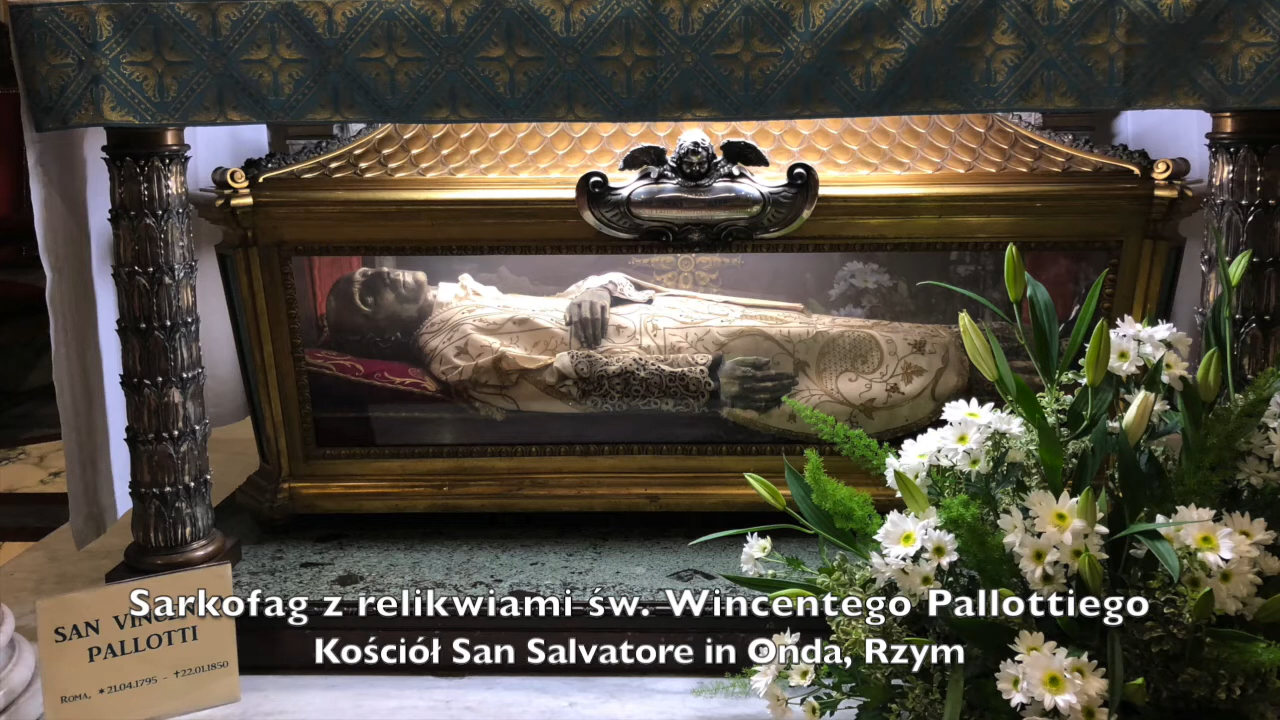 Sarkofag z relikwiami św. Wincentego Pallottiego
Kościół San Salvatore in Onda, Rzym
SAN
PALLOTTI
Roma, *21.04.1795 - †22.01.1850